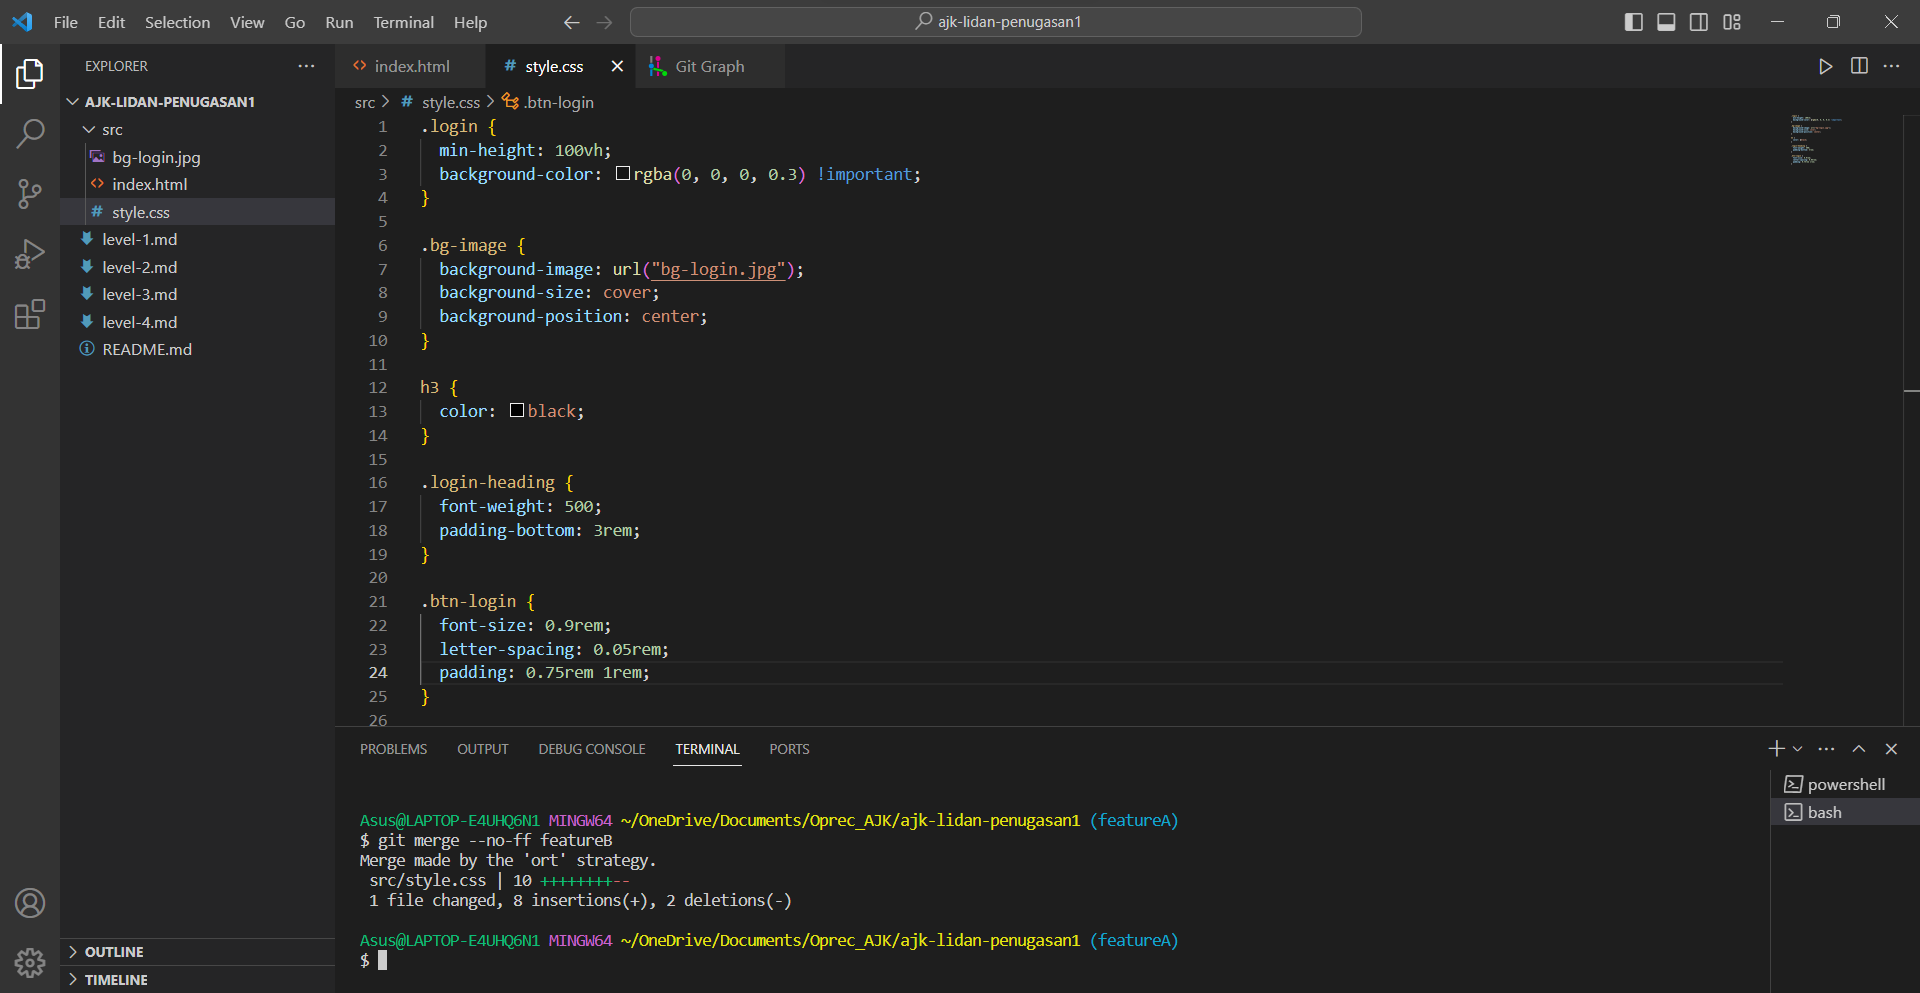 File Edit Selection View Go Run Terminal Help
ajk-lidan-penugasan1
EXPLORER
AJK-LIDAN-PENUGASAN1
src
bg-login.jpg
index.html
style.css
level-1.md
level-2.md
level-3.md
level-4.md
README.md
OUTLINE
TIMELINE
index.html
style.css
Git Graph
src > # style.css > .btn-login
1 .login {
2 min-height: 100vh;
3 background-color: rgba(0, 0, 0, 0.3) !important;
4 }
5
6 .bg-image {
7 background-image: url("bg-login.jpg");
8 background-size: cover;
9 background-position: center;
10 }
11
12 h3 {
13 color: black;
14 }
15
16 .login-heading {
17 font-weight: 500;
18 padding-bottom: 3rem;
19 }
20
21 .btn-login {
22 font-size: 0.9rem;
23 letter-spacing: 0.05rem;
24 padding: 0.75rem 1rem;
25 }
26
PROBLEMS OUTPUT DEBUG CONSOLE TERMINAL PORTS
Asus@LAPTOP-E4UHQ6N1 MINGW64 ~/OneDrive/Documents/Oprec_AJK/ajk-lidan-penugasan1 (featureA)
$ git merge --no-ff featureB
Merge made by the 'ort' strategy.
src/style.css | 10 ++++++++--
1 file changed, 8 insertions(+), 2 deletions(-)
Asus@LAPTOP-E4UHQ6N1 MINGW64 ~/OneDrive/Documents/Oprec_AJK/ajk-lidan-penugasan1 (featureA)
$
powershell
bash